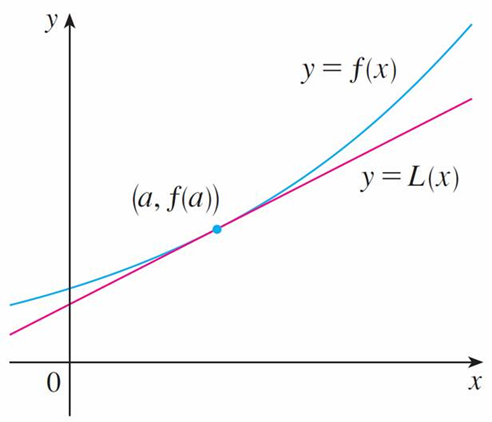 y
y = f(x)
y = L(x)
(a, f(a))
0
x